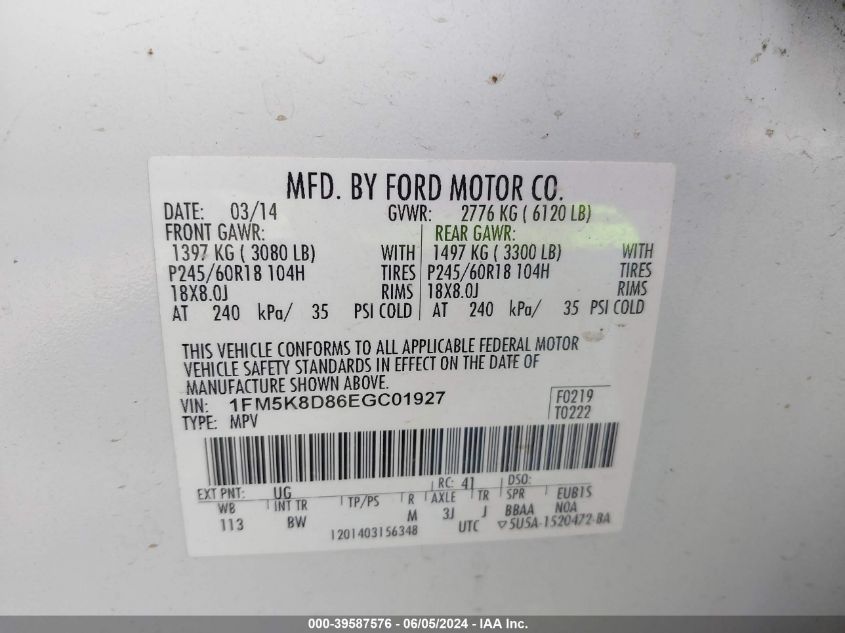 MFD. BY FORD MOTOR CO.
DATE: 03/14 GVWR: 2776 KG ( 6120 LB)
FRONT GAWR: REAR GAWR:
1397 KG ( 3080 LB) WITH 1497 KG ( 3300 LB) WITH
P245/60R18 104H TIRES P245/60R18 104H TIRES
18X8.0J RIMS 18X8.0J RIMS
AT 240 kPa/ 35 PSI COLD AT 240 kPa/ 35 PSI COLD
THIS VEHICLE CONFORMS TO ALL APPLICABLE FEDERAL MOTOR
VEHICLE SAFETY STANDARDS IN EFFECT ON THE DATE OF
MANUFACTURE SHOWN ABOVE.
VIN: 1FM5K8D86EGC01927 F0219
TYPE: MPV T0222
EXT PNT: UG RC: 41 DSO:
WB INT TR TP/PS R AXLE TR SPR EUB1S
113 BW M 3J J BBAA NOA
1201403156348 UTC ▽5U5A-1520472-BA
000-39587576 | 06/05/2024 | IAA Inc.